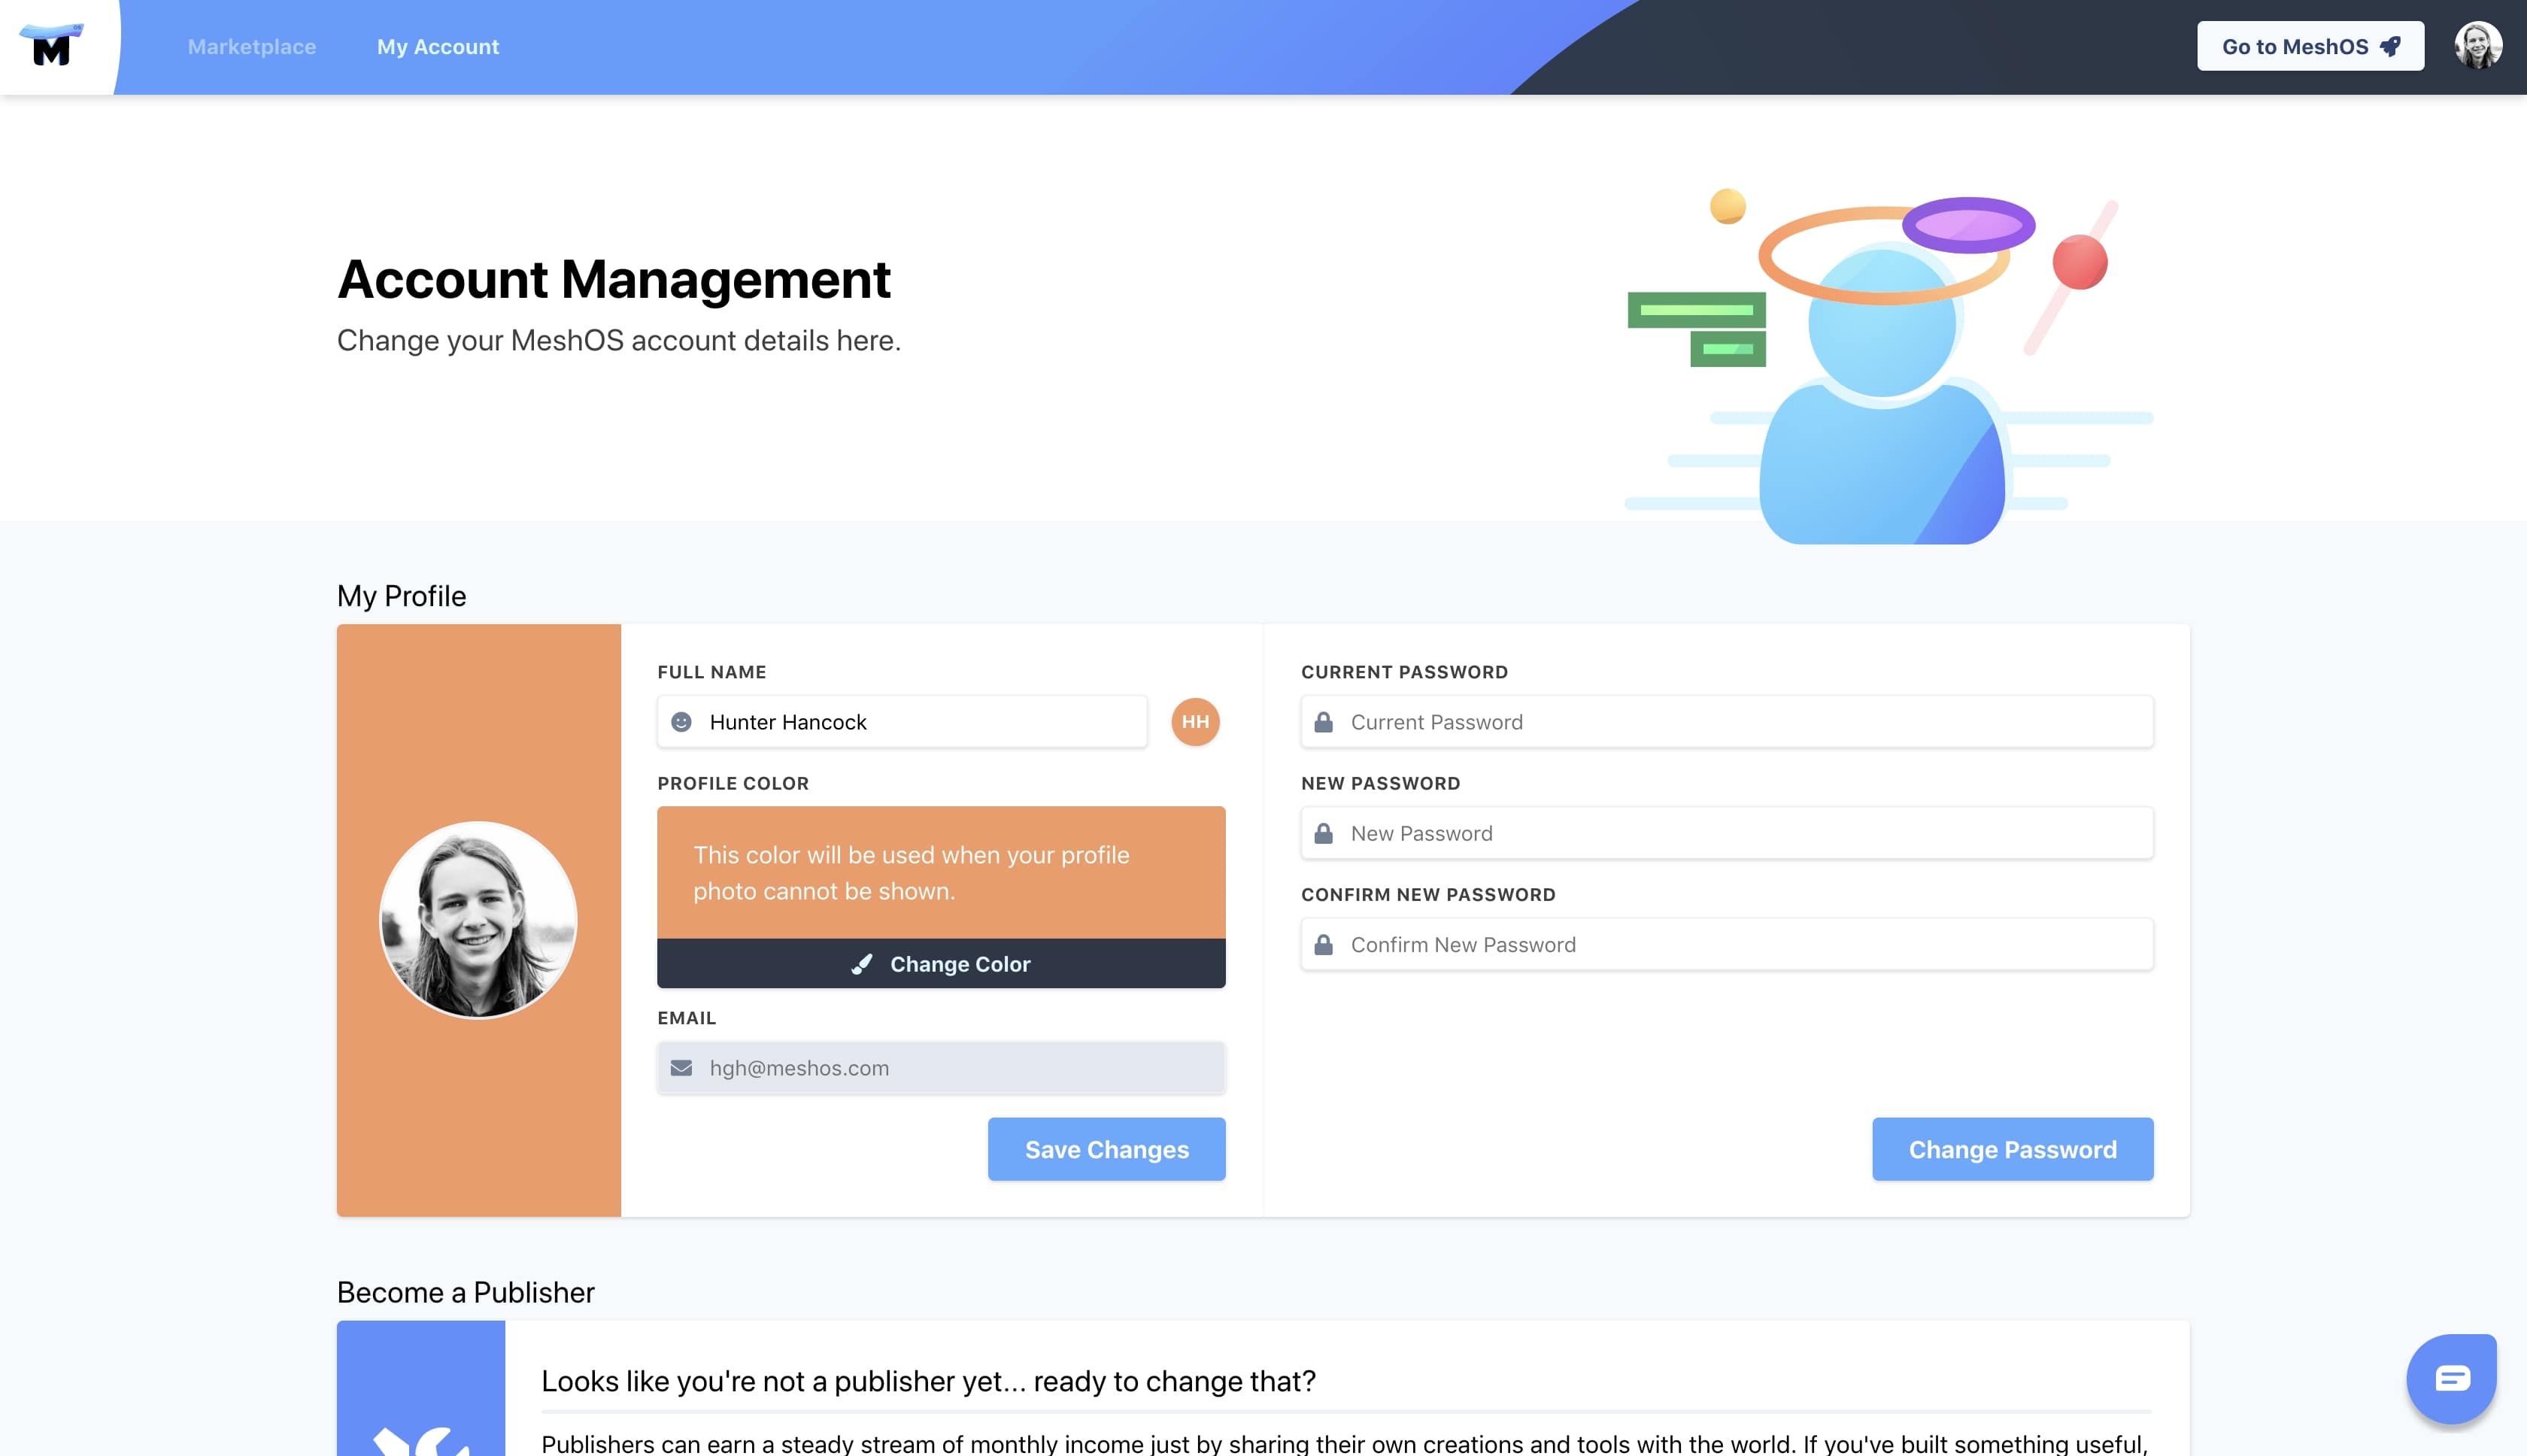 M
Marketplace
My Account
Go to MeshOS
Account Management
Change your MeshOS account details here.
My Profile
FULL NAME
Hunter Hancock
HH
PROFILE COLOR
This color will be used when your profile
photo cannot be shown.
Change Color
EMAIL
hgh@meshos.com
Save Changes
CURRENT PASSWORD
Current Password
NEW PASSWORD
New Password
CONFIRM NEW PASSWORD
Confirm New Password
Change Password
Become a Publisher
Looks like you're not a publisher yet... ready to change that?
Publishers can earn a steady stream of monthly income just by sharing their own creations and tools with the world. If you've built something useful,